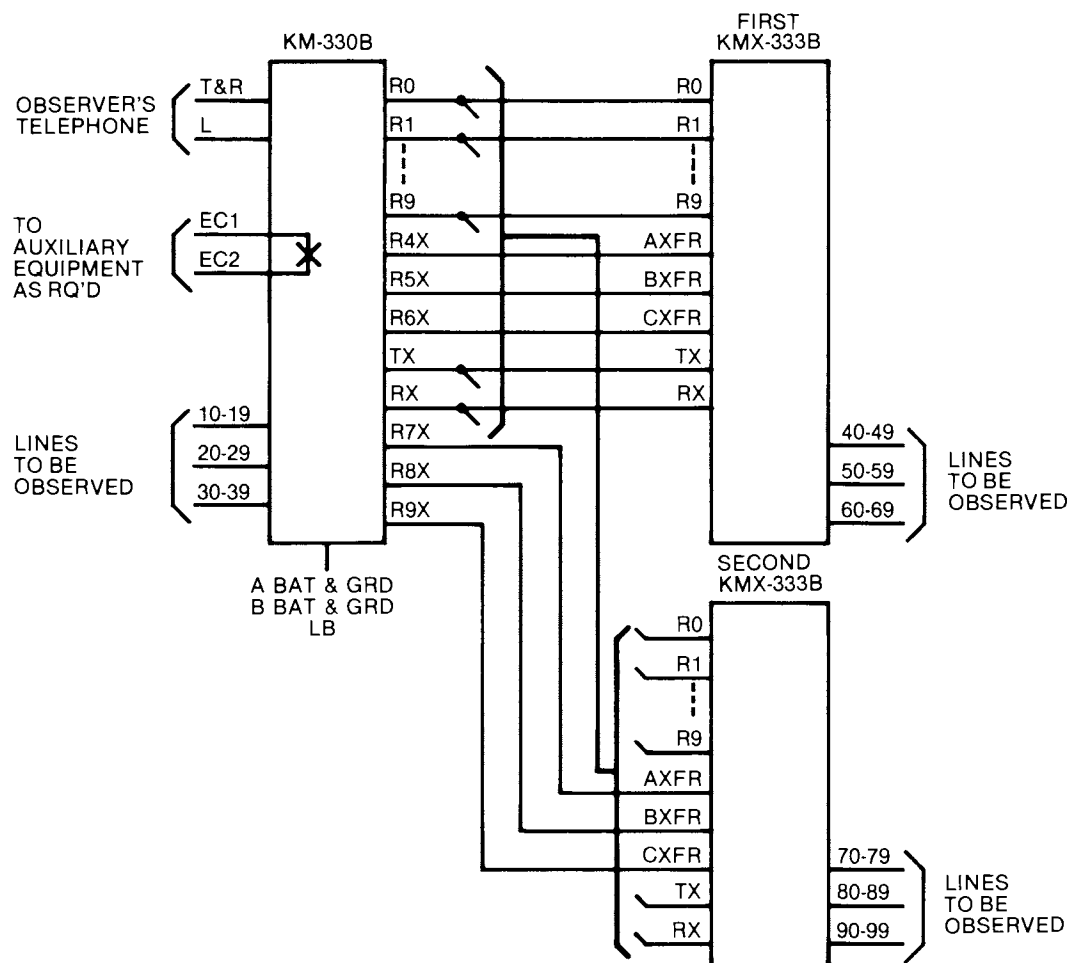 KM-330B
FIRST
KMX-333B
OBSERVER'S
TELEPHONE
T&R
L
TO
AUXILIARY
EQUIPMENT
AS RQ'D
EC1
EC2
LINES
TO BE
OBSERVED
10-19
20-29
30-39
R0
R1
R9
R4X
R5X
R6X
TX
RX
R7X
R8X
R9X
A BAT & GRD
B BAT & GRD
LB
R0
R1
R9
AXFR
BXFR
CXFR
TX
RX
40-49
50-59
60-69
LINES
TO BE
OBSERVED
SECOND
KMX-333B
R0
R1
R9
AXFR
BXFR
CXFR
TX
RX
70-79
80-89
90-99
LINES
TO BE
OBSERVED